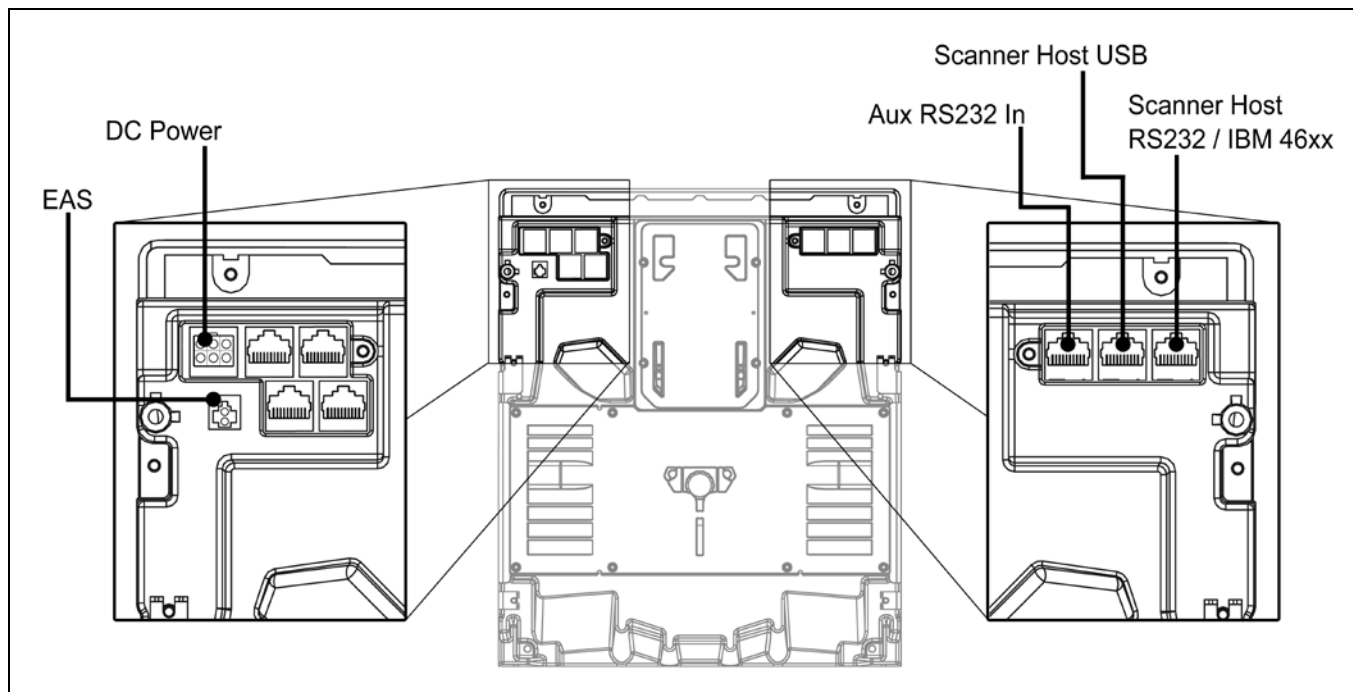 DC Power
EAS
Scanner Host USB
Aux RS232 In
Scanner Host
RS232 / IBM 46xx